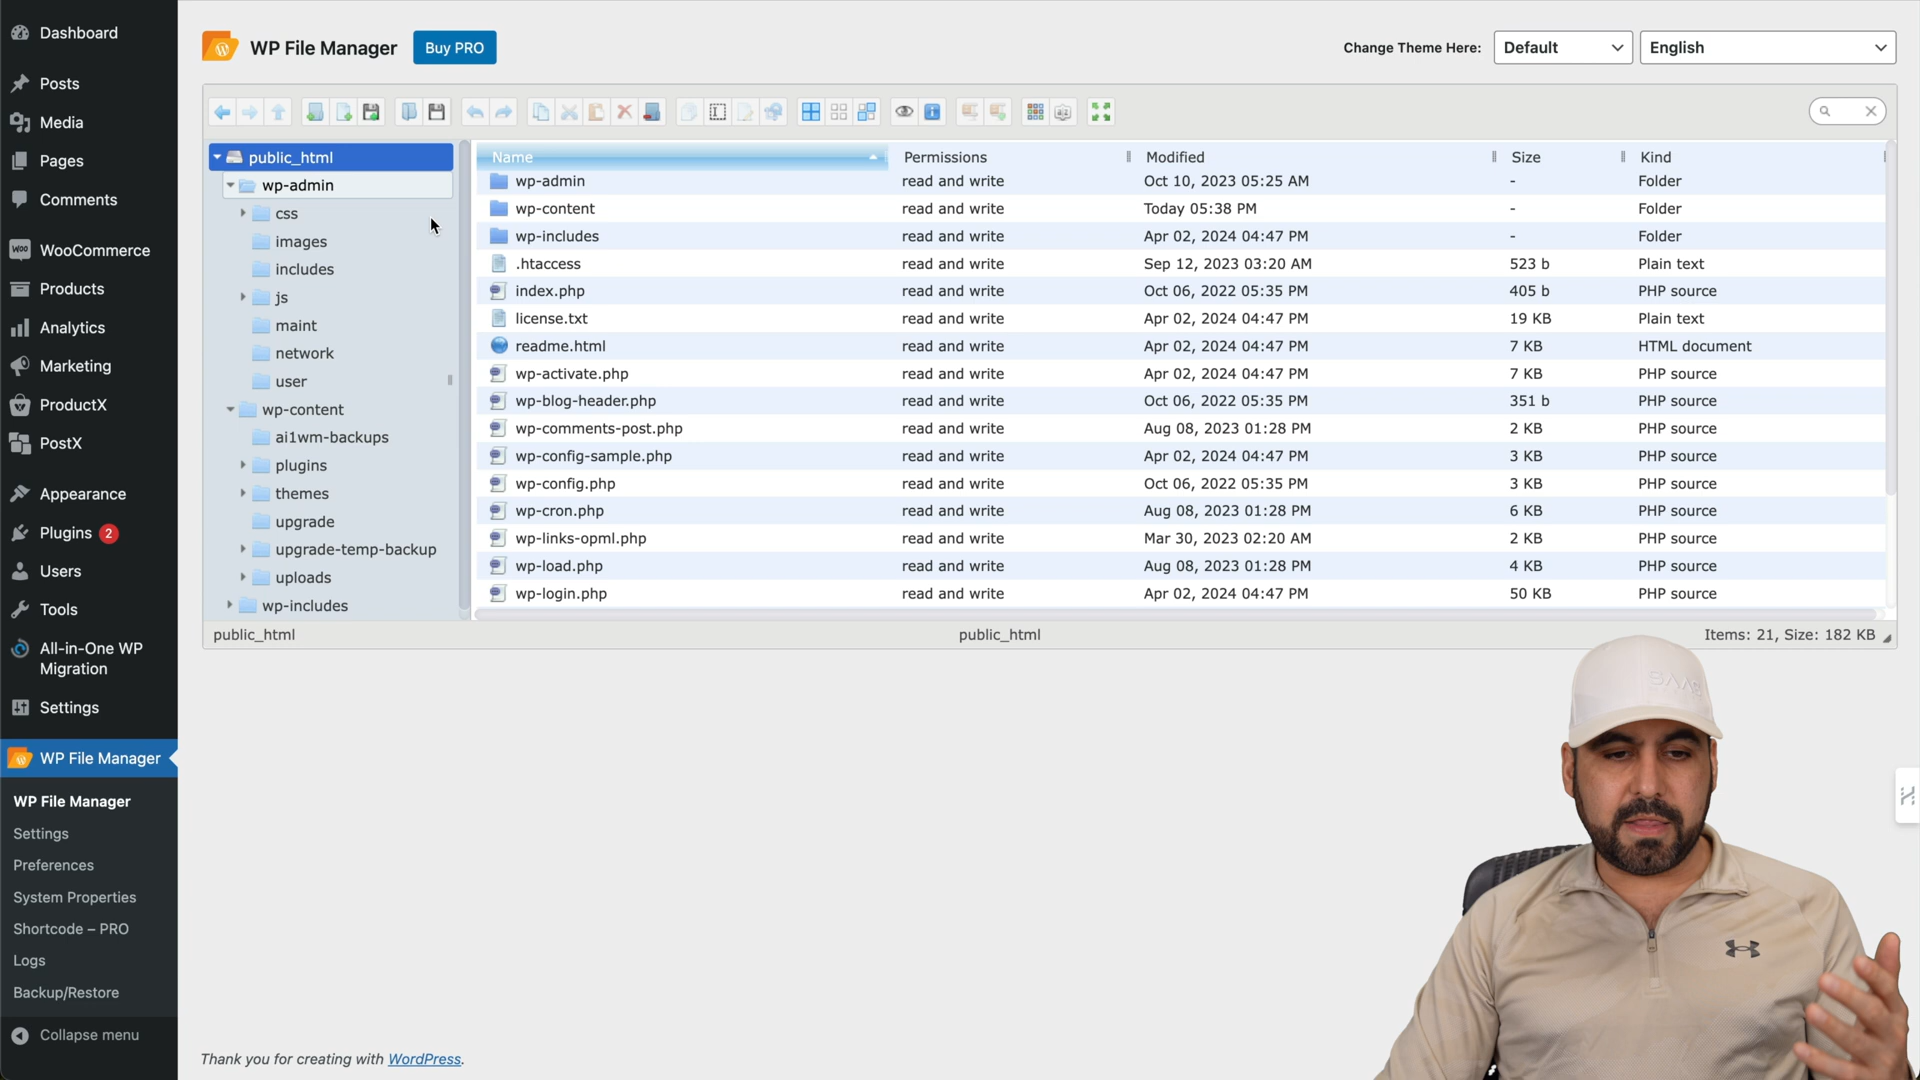 Dashboard
Posts
Media
Pages
Comments
WooCommerce
Products
Analytics
Marketing
ProductX
PostX
Appearance
Plugins 2
Users
Tools
All-in-One WP
Migration
Settings
WP File Manager
WP File Manager
Settings
Preferences
System Properties
Shortcode – PRO
Logs
Backup/Restore
Collapse menu
WP File Manager Buy PRO
Change Theme Here: Default English
public_html
wp-admin
css
images
includes
js
maint
network
user
wp-content
ai1wm-backups
plugins
themes
upgrade
upgrade-temp-backup
uploads
wp-includes
Name Permissions Modified Size Kind
wp-admin read and write Oct 10, 2023 05:25 AM - Folder
wp-content read and write Today 05:38 PM - Folder
wp-includes read and write Apr 02, 2024 04:47 PM - Folder
.htaccess read and write Sep 12, 2023 03:20 AM 523 b Plain text
index.php read and write Oct 06, 2022 05:35 PM 405 b PHP source
license.txt read and write Apr 02, 2024 04:47 PM 19 KB Plain text
readme.html read and write Apr 02, 2024 04:47 PM 7 KB HTML document
wp-activate.php read and write Apr 02, 2024 04:47 PM 7 KB PHP source
wp-blog-header.php read and write Oct 06, 2022 05:35 PM 351 b PHP source
wp-comments-post.php read and write Aug 08, 2023 01:28 PM 2 KB PHP source
wp-config-sample.php read and write Apr 02, 2024 04:47 PM 3 KB PHP source
wp-config.php read and write Oct 06, 2022 05:35 PM 3 KB PHP source
wp-cron.php read and write Aug 08, 2023 01:28 PM 6 KB PHP source
wp-links-opml.php read and write Mar 30, 2023 02:20 AM 2 KB PHP source
wp-load.php read and write Aug 08, 2023 01:28 PM 4 KB PHP source
wp-login.php read and write Apr 02, 2024 04:47 PM 50 KB PHP source
public_html public_html Items: 21, Size: 182 KB
Thank you for creating with WordPress.